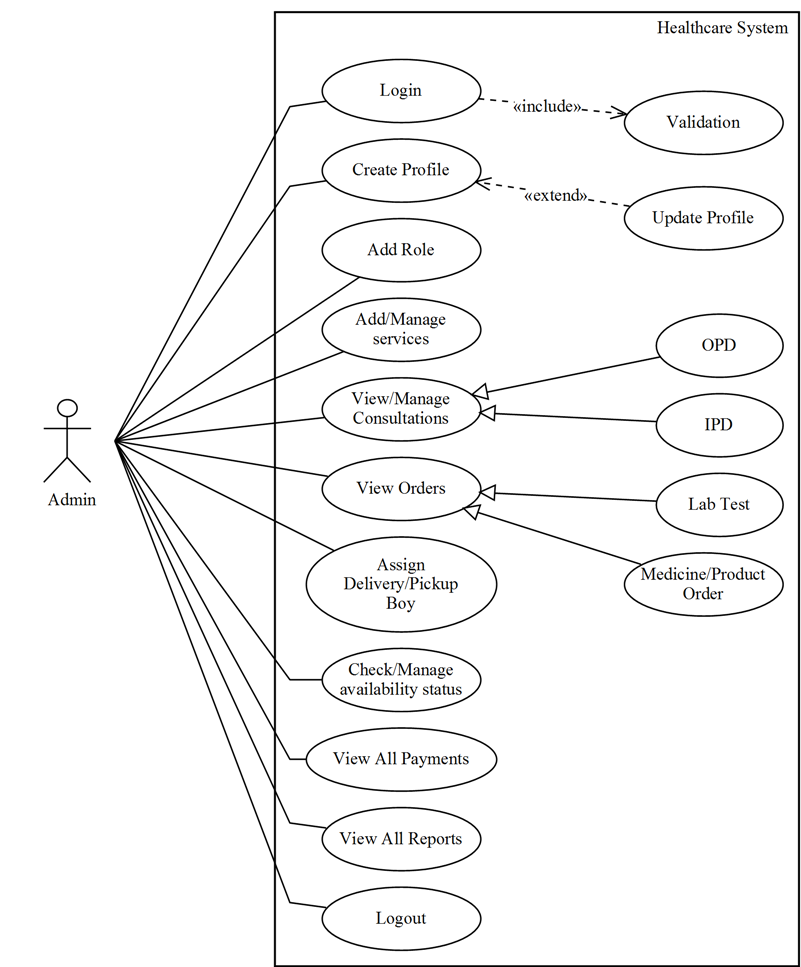 Healthcare System
Login
«include»
Validation
Create Profile
«extend»
Update Profile
Add Role
Add/Manage
services
OPD
View/Manage
Consultations
IPD
View Orders
Lab Test
Admin
Assign
Delivery/Pickup
Boy
Medicine/Product
Order
Check/Manage
availability status
View All Payments
View All Reports
Logout